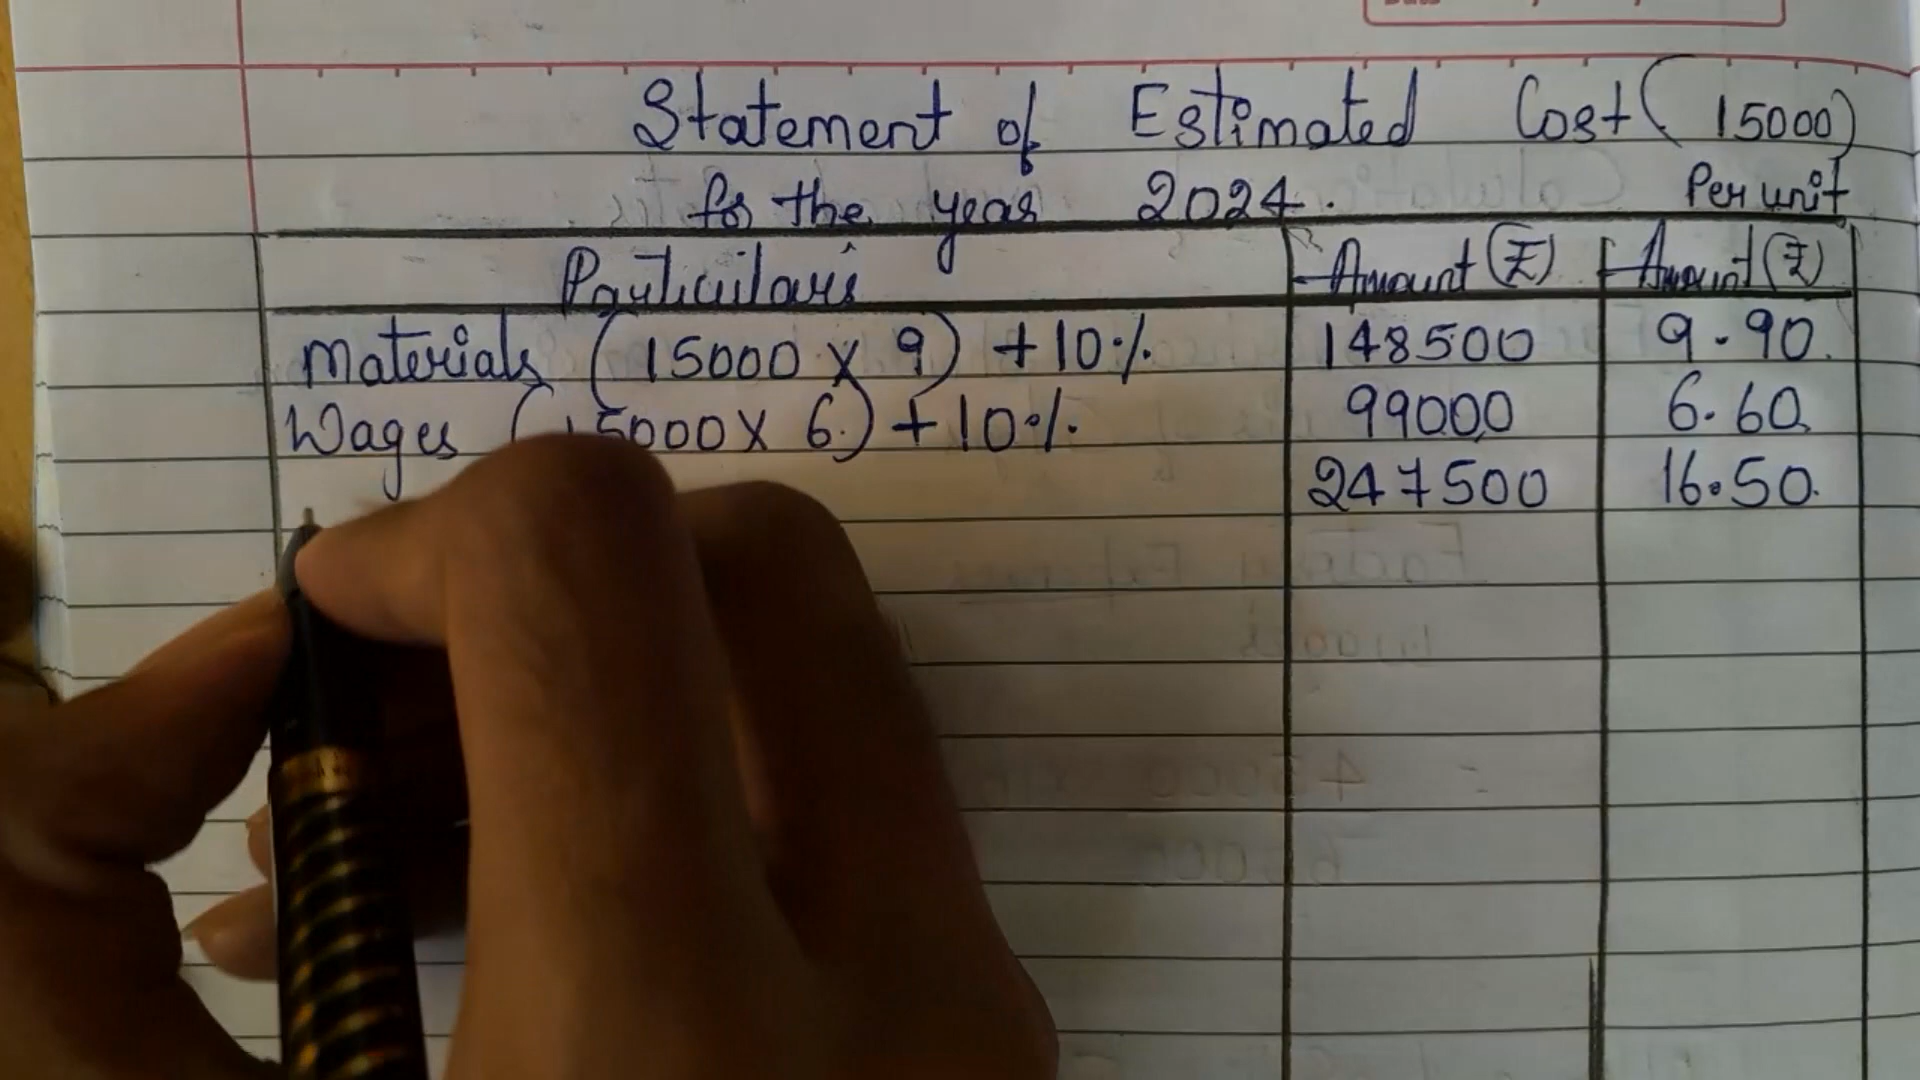 Statement of Estimated Cost (15000)
for the year 2024.
Per unit
Particulars Amount (₹) Amount (₹)
Materials (15000 x 9) + 10% 148500 9.90
Wages (15000 x 6) + 10% 99000 6.60
247500 16.50